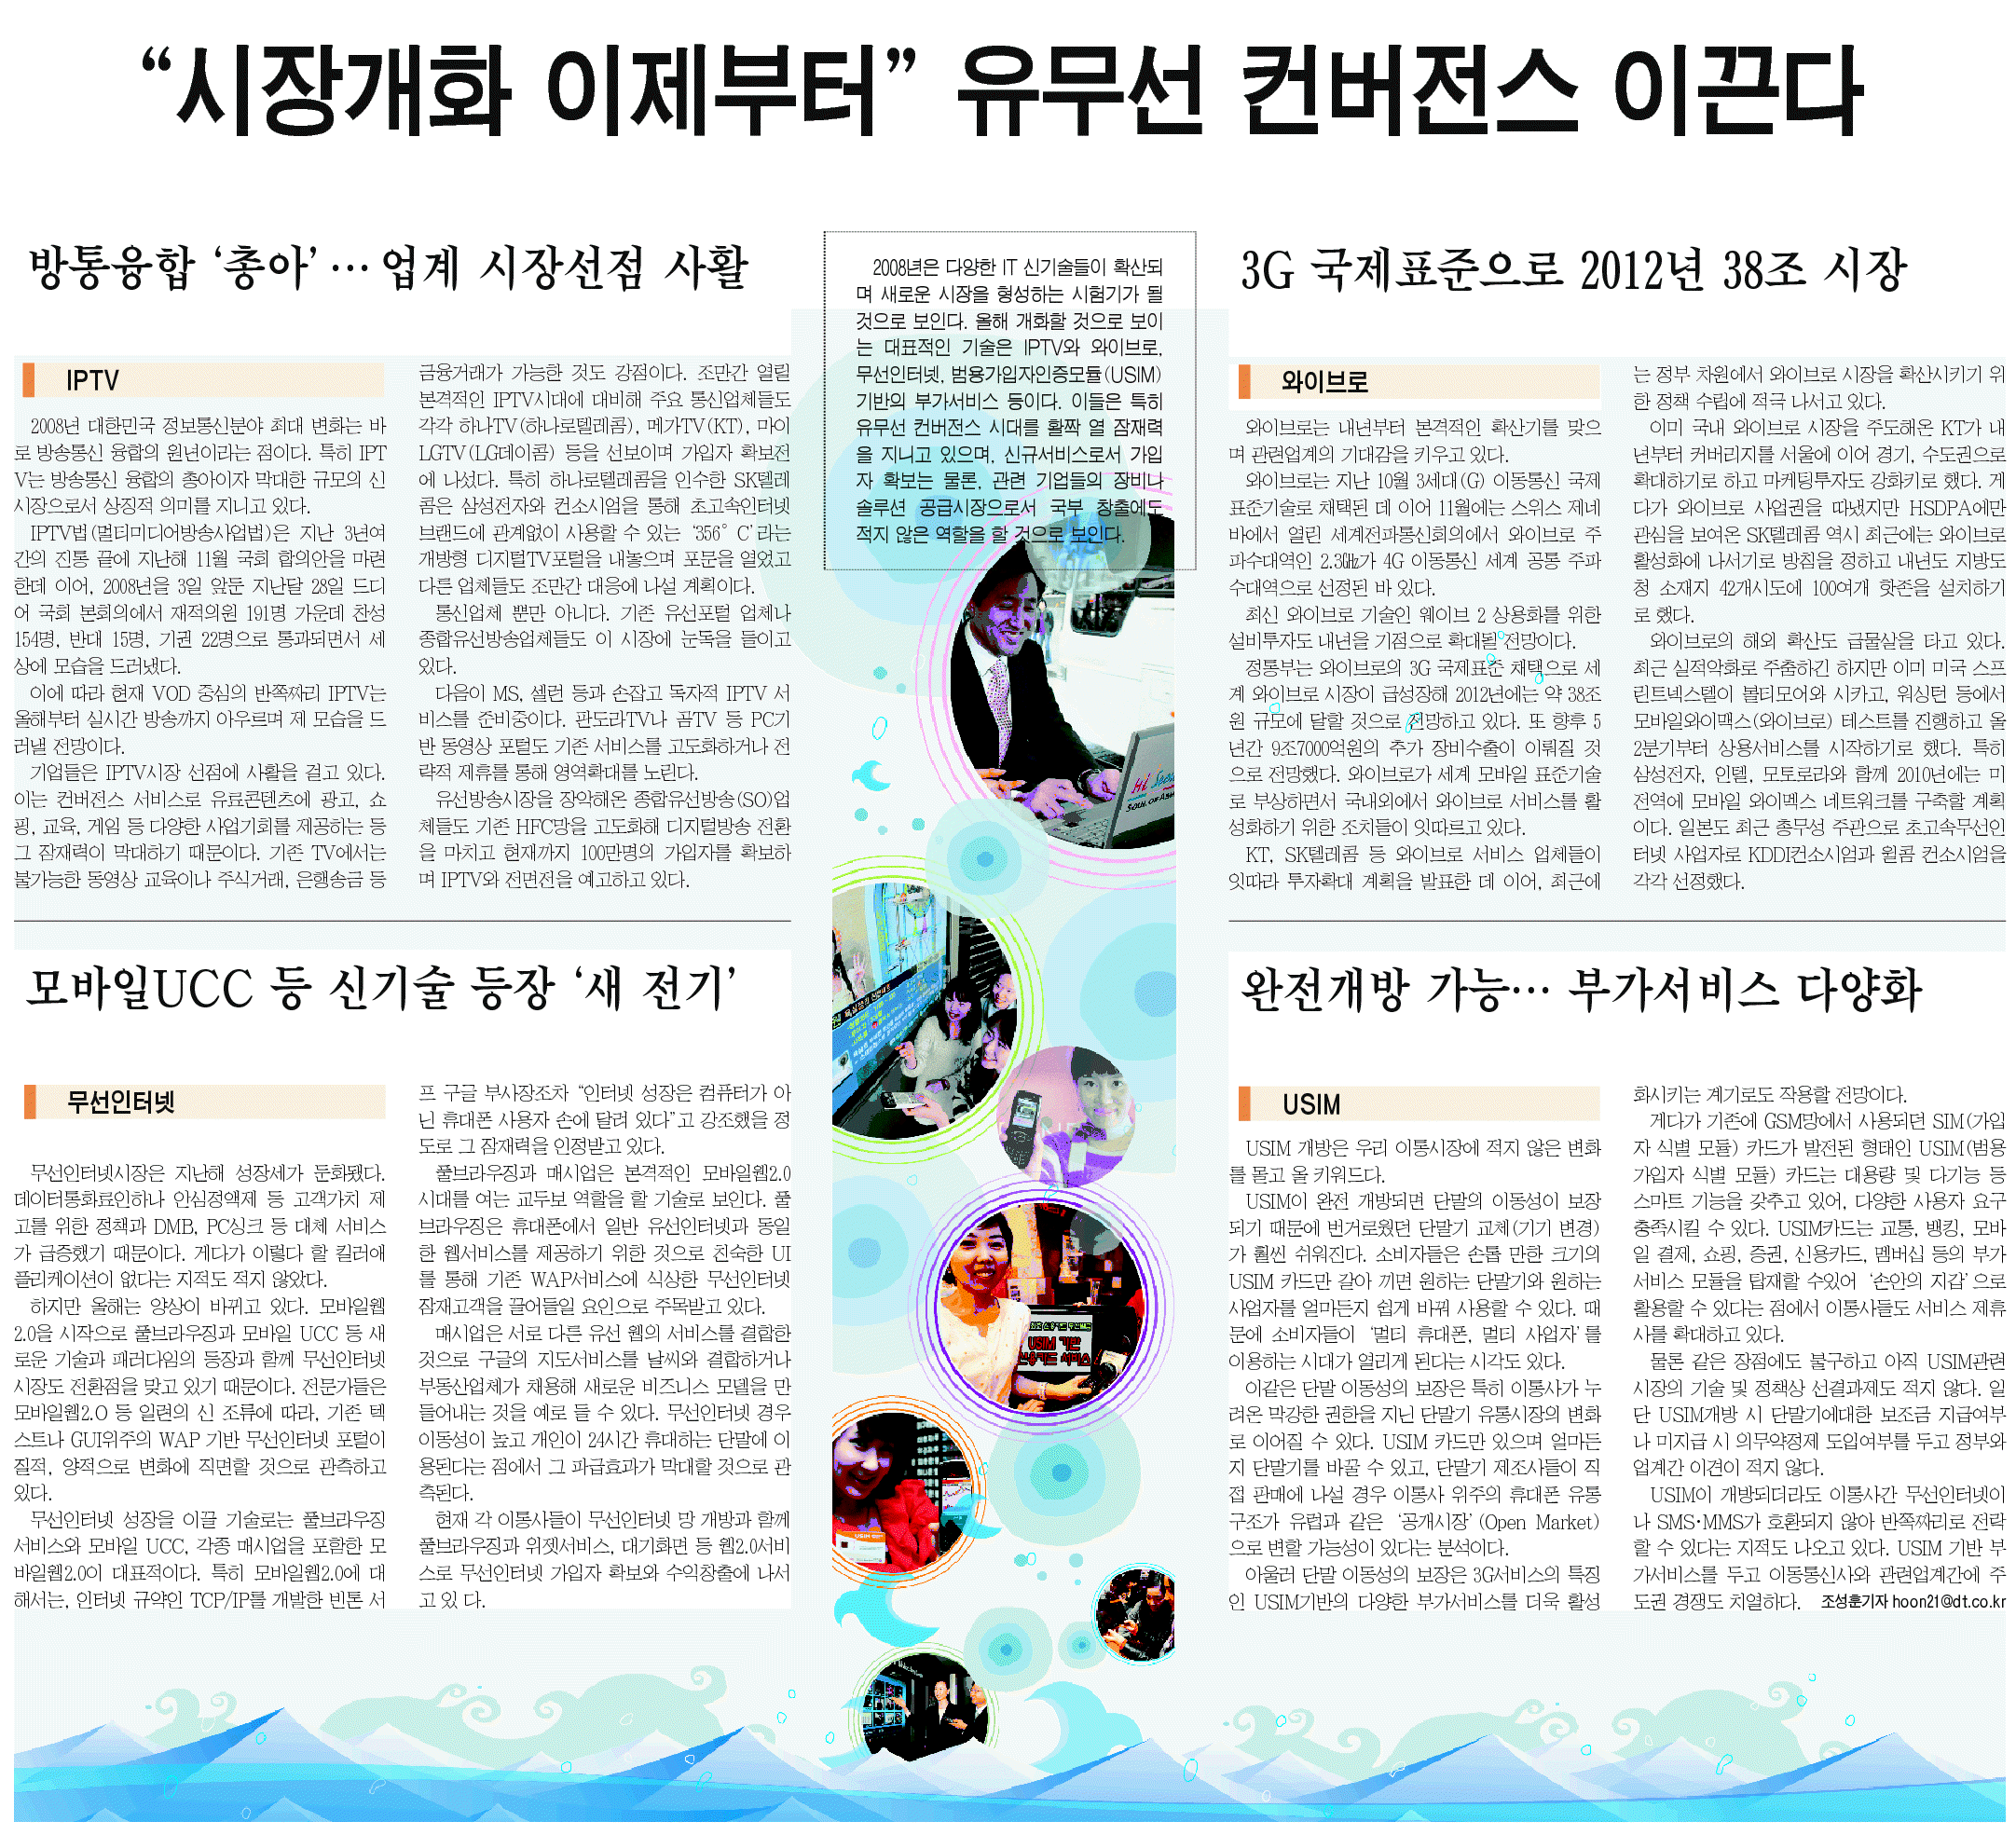 “시장개화 이제부터” 유무선 컨버전스 이끈다
방통융합 ‘총아’… 업계 시장선점 사활
IPTV
2008년 대한민국 정보통신분야 최대 변화는 바
로 방송통신 융합의 원년이라는 점이다. 특히 IPT
V는 방송통신 융합의 총아이자 막대한 규모의 신
시장으로서 상징적 의미를 지니고 있다.
IPTV법(멀티미디어방송사업법)은 지난 3년여
간의 진통 끝에 지난해 11월 국회 합의안을 마련
한데 이어, 2008년을 3일 앞둔 지난달 28일 드디
어 국회 본회의에서 재적의원 191명 가운데 찬성
154명, 반대 15명, 기권 22명으로 통과되면서 세
상에 모습을 드러냈다.
이에 따라 현재 VOD 중심의 반쪽짜리 IPTV는
올해부터 실시간 방송까지 아우르며 제 모습을 드
러낼 전망이다.
기업들은 IPTV시장 선점에 사활을 걸고 있다.
이는 컨버전스 서비스로 유료콘텐츠에 광고, 쇼
핑, 교육, 게임 등 다양한 사업기회를 제공하는 등
그 잠재력이 막대하기 때문이다. 기존 TV에서는
불가능한 동영상 교육이나 주식거래, 은행송금 등
금융거래가 가능한 것도 강점이다. 조만간 열릴
본격적인 IPTV시대에 대비해 주요 통신업체들도
각각 하나TV(하나로텔레콤), 메가TV(KT), 마이
LGTV(LG데이콤) 등을 선보이며 가입자 확보전
에 나섰다. 특히 하나로텔레콤을 인수한 SK텔레
콤은 삼성전자와 컨소시엄을 통해 초고속인터넷
브랜드에 관계없이 사용할 수 있는 ‘356°C’라는
개방형 디지털TV포털을 내놓으며 포문을 열었고
다른 업체들도 조만간 대응에 나설 계획이다.
통신업체 뿐만 아니다. 기존 유선포털 업체나
종합유선방송업체들도 이 시장에 눈독을 들이고
있다.
다음이 MS, 셀런 등과 손잡고 독자적 IPTV 서
비스를 준비중이다. 판도라TV나 곰TV 등 PC기
반 동영상 포털도 기존 서비스를 고도화하거나 전
략적 제휴를 통해 영역확대를 노린다.
유선방송시장을 장악해온 종합유선방송(SO)업
체들도 기존 HFC망을 고도화해 디지털방송 전환
을 마치고 현재까지 100만명의 가입자를 확보하
며 IPTV와 전면전을 예고하고 있다.
2008년은 다양한 IT 신기술들이 확산되
며 새로운 시장을 형성하는 시험기가 될
것으로 보인다. 올해 개화할 것으로 보이
는 대표적인 기술은 IPTV와 와이브로,
무선인터넷, 범용가입자인증모듈(USIM)
기반의 부가서비스 등이다. 이들은 특히
유무선 컨버전스 시대를 활짝 열 잠재력
을 지니고 있으며, 신규서비스로서 가입
자 확보는 물론, 관련 기업들의 장비나
솔루션 공급시장으로서 국부 창출에도
적지 않은 역할을 할 것으로 보인다.
Hi Seoul
SOUL OF ASIA
USIM 기반
신용카드 서비스
3G 국제표준으로 2012년 38조 시장
와이브로
와이브로는 내년부터 본격적인 확산기를 맞으
며 관련업계의 기대감을 키우고 있다.
와이브로는 지난 10월 3세대(G) 이동통신 국제
표준기술로 채택된 데 이어 11월에는 스위스 제네
바에서 열린 세계전파통신회의에서 와이브로 주
파수대역인 2.3㎓가 4G 이동통신 세계 공통 주파
수대역으로 선정된 바 있다.
최신 와이브로 기술인 웨이브 2 상용화를 위한
설비투자도 내년을 기점으로 확대될 전망이다.
정통부는 와이브로의 3G 국제표준 채택으로 세
계 와이브로 시장이 급성장해 2012년에는 약 38조
원 규모에 달할 것으로 전망하고 있다. 또 향후 5
년간 9조7000억원의 추가 장비수출이 이뤄질 것
으로 전망했다. 와이브로가 세계 모바일 표준기술
로 부상하면서 국내외에서 와이브로 서비스를 활
성화하기 위한 조치들이 잇따르고 있다.
KT, SK텔레콤 등 와이브로 서비스 업체들이
잇따라 투자확대 계획을 발표한 데 이어, 최근에
는 정부 차원에서 와이브로 시장을 확산시키기 위
한 정책 수립에 적극 나서고 있다.
이미 국내 와이브로 시장을 주도해온 KT가 내
년부터 커버리지를 서울에 이어 경기, 수도권으로
확대하기로 하고 마케팅투자도 강화키로 했다. 게
다가 와이브로 사업권을 따냈지만 HSDPA에만
관심을 보여온 SK텔레콤 역시 최근에는 와이브로
활성화에 나서기로 방침을 정하고 내년도 지방도
청 소재지 42개시도에 100여개 핫존을 설치하기
로 했다.
와이브로의 해외 확산도 급물살을 타고 있다.
최근 실적악화로 주춤하긴 하지만 이미 미국 스프
린트넥스텔이 볼티모어와 시카고, 워싱턴 등에서
모바일와이맥스(와이브로) 테스트를 진행하고 올
2분기부터 상용서비스를 시작하기로 했다. 특히
삼성전자, 인텔, 모토로라와 함께 2010년에는 미
전역에 모바일 와이멕스 네트워크를 구축할 계획
이다. 일본도 최근 총무성 주관으로 초고속무선인
터넷 사업자로 KDDI컨소시엄과 윌콤 컨소시엄을
각각 선정했다.
모바일UCC 등 신기술 등장 ‘새 전기’
무선인터넷
무선인터넷시장은 지난해 성장세가 둔화됐다.
데이터통화료인하나 안심정액제 등 고객가치 제
고를 위한 정책과 DMB, PC싱크 등 대체 서비스
가 급증했기 때문이다. 게다가 이렇다 할 킬러애
플리케이션이 없다는 지적도 적지 않았다.
하지만 올해는 양상이 바뀌고 있다. 모바일웹
2.0을 시작으로 풀브라우징과 모바일 UCC 등 새
로운 기술과 패러다임의 등장과 함께 무선인터넷
시장도 전환점을 맞고 있기 때문이다. 전문가들은
모바일웹2.O 등 일련의 신 조류에 따라, 기존 텍
스트나 GUI위주의 WAP 기반 무선인터넷 포털이
질적, 양적으로 변화에 직면할 것으로 관측하고
있다.
무선인터넷 성장을 이끌 기술로는 풀브라우징
서비스와 모바일 UCC, 각종 매시업을 포함한 모
바일웹2.0이 대표적이다. 특히 모바일웹2.0에 대
해서는, 인터넷 규약인 TCP/IP를 개발한 빈톤 서
프 구글 부사장조차 “인터넷 성장은 컴퓨터가 아
닌 휴대폰 사용자 손에 달려 있다”고 강조했을 정
도로 그 잠재력을 인정받고 있다.
풀브라우징과 매시업은 본격적인 모바일웹2.0
시대를 여는 교두보 역할을 할 기술로 보인다. 풀
브라우징은 휴대폰에서 일반 유선인터넷과 동일
한 웹서비스를 제공하기 위한 것으로 친숙한 UI
를 통해 기존 WAP서비스에 식상한 무선인터넷
잠재고객을 끌어들일 요인으로 주목받고 있다.
매시업은 서로 다른 유선 웹의 서비스를 결합한
것으로 구글의 지도서비스를 날씨와 결합하거나
부동산업체가 채용해 새로운 비즈니스 모델을 만
들어내는 것을 예로 들 수 있다. 무선인터넷 경우
이동성이 높고 개인이 24시간 휴대하는 단말에 이
용된다는 점에서 그 파급효과가 막대할 것으로 관
측된다.
현재 각 이통사들이 무선인터넷 망 개방과 함께
풀브라우징과 위젯서비스, 대기화면 등 웹2.0서비
스로 무선인터넷 가입자 확보와 수익창출에 나서
고 있 다.
완전개방 가능… 부가서비스 다양화
USIM
USIM 개방은 우리 이통시장에 적지 않은 변화
를 몰고 올 키워드다.
USIM이 완전 개방되면 단말의 이동성이 보장
되기 때문에 번거로웠던 단말기 교체(기기 변경)
가 훨씬 쉬워진다. 소비자들은 손톱 만한 크기의
USIM 카드만 갈아 끼면 원하는 단말기와 원하는
사업자를 얼마든지 쉽게 바꿔 사용할 수 있다. 때
문에 소비자들이 ‘멀티 휴대폰, 멀티 사업자’를
이용하는 시대가 열리게 된다는 시각도 있다.
이같은 단말 이동성의 보장은 특히 이통사가 누
려온 막강한 권한을 지닌 단말기 유통시장의 변화
로 이어질 수 있다. USIM 카드만 있으며 얼마든
지 단말기를 바꿀 수 있고, 단말기 제조사들이 직
접 판매에 나설 경우 이통사 위주의 휴대폰 유통
구조가 유럽과 같은 ‘공개시장’(Open Market)
으로 변할 가능성이 있다는 분석이다.
아울러 단말 이동성의 보장은 3G서비스의 특징
인 USIM기반의 다양한 부가서비스를 더욱 활성
화시키는 계기로도 작용할 전망이다.
게다가 기존에 GSM망에서 사용되던 SIM(가입
자 식별 모듈) 카드가 발전된 형태인 USIM(범용
가입자 식별 모듈) 카드는 대용량 및 다기능 등
스마트 기능을 갖추고 있어, 다양한 사용자 요구
충족시킬 수 있다. USIM카드는 교통, 뱅킹, 모바
일 결제, 쇼핑, 증권, 신용카드, 멤버십 등의 부가
서비스 모듈을 탑재할 수있어 ‘손안의 지갑’으로
활용할 수 있다는 점에서 이통사들도 서비스 제휴
사를 확대하고 있다.
물론 같은 장점에도 불구하고 아직 USIM관련
시장의 기술 및 정책상 선결과제도 적지 않다. 일
단 USIM개방 시 단말기에대한 보조금 지급여부
나 미지급 시 의무약정제 도입여부를 두고 정부와
업계간 이견이 적지 않다.
USIM이 개방되더라도 이통사간 무선인터넷이
나 SMS·MMS가 호환되지 않아 반쪽짜리로 전락
할 수 있다는 지적도 나오고 있다. USIM 기반 부
가서비스를 두고 이동통신사와 관련업계간에 주
도권 경쟁도 치열하다. 조성훈기자 hoon21@dt.co.kr